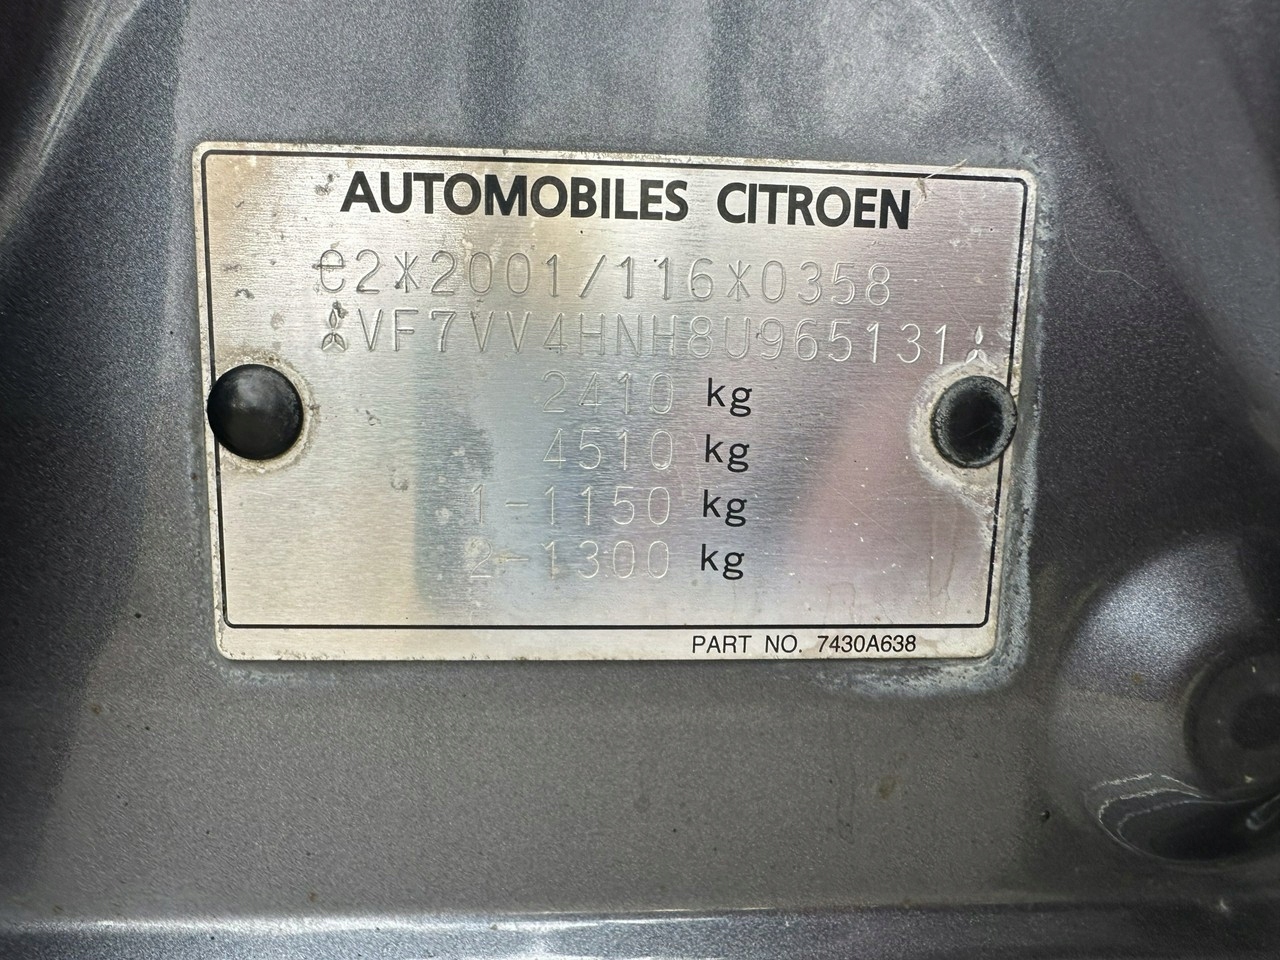 AUTOMOBILES CITROEN
e2*2001/116*0358
VF7VV4HNH8U965131
2410 kg
4510 kg
1-1150 kg
2-1300 kg
PART NO. 7430A638